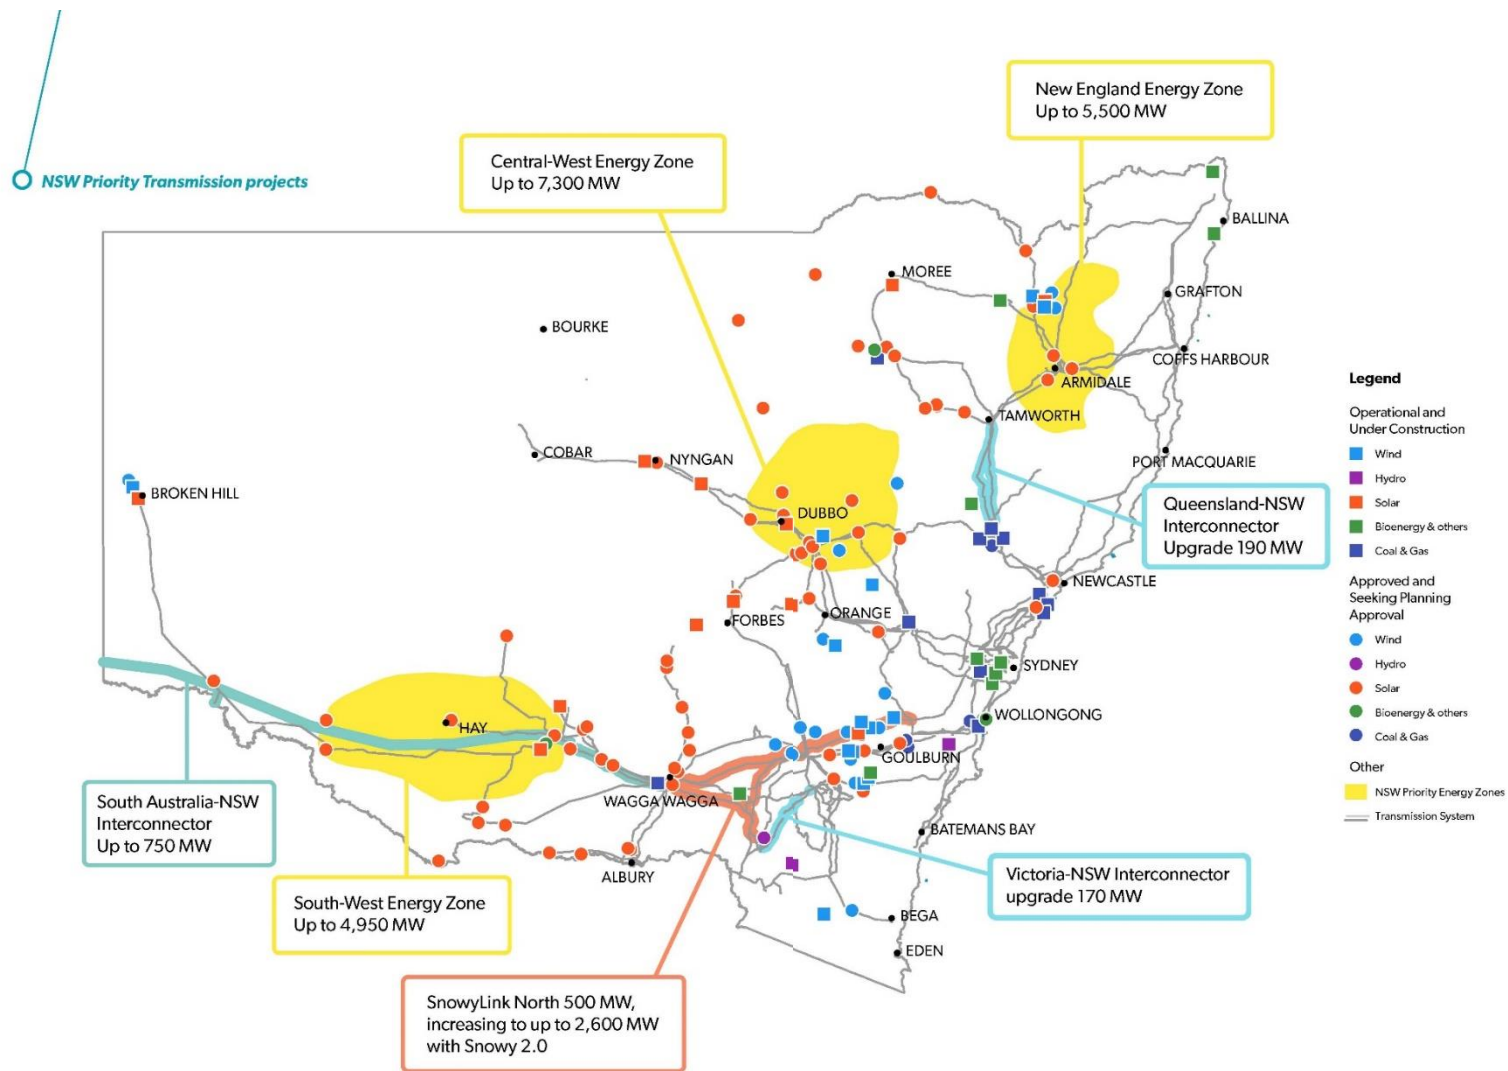 NSW Priority Transmission projects
New England Energy Zone
Up to 5,500 MW
Central-West Energy Zone
Up to 7,300 MW
BALLINA
MOREE
GRAFTON
BOURKE
COFFS HARBOUR
ARMIDALE
TAMWORTH
COBAR
NYNGAN
PORT MACQUARIE
BROKEN HILL
DUBBO
Queensland-NSW
Interconnector
Upgrade 190 MW
NEWCASTLE
FORBES
ORANGE
SYDNEY
HAY
WOLLONGONG
GOULBURN
WAGGA WAGGA
South Australia-NSW
Interconnector
Up to 750 MW
BATEMANS BAY
ALBURY
Victoria-NSW Interconnector
upgrade 170 MW
South-West Energy Zone
Up to 4,950 MW
BEGA
EDEN
SnowyLink North 500 MW,
increasing to up to 2,600 MW
with Snowy 2.0
Legend
Operational and
Under Construction
Wind
Hydro
Solar
Bioenergy & others
Coal & Gas
Approved and
Seeking Planning
Approval
Wind
Hydro
Solar
Bioenergy & others
Coal & Gas
Other
NSW Priority Energy Zones
Transmission System